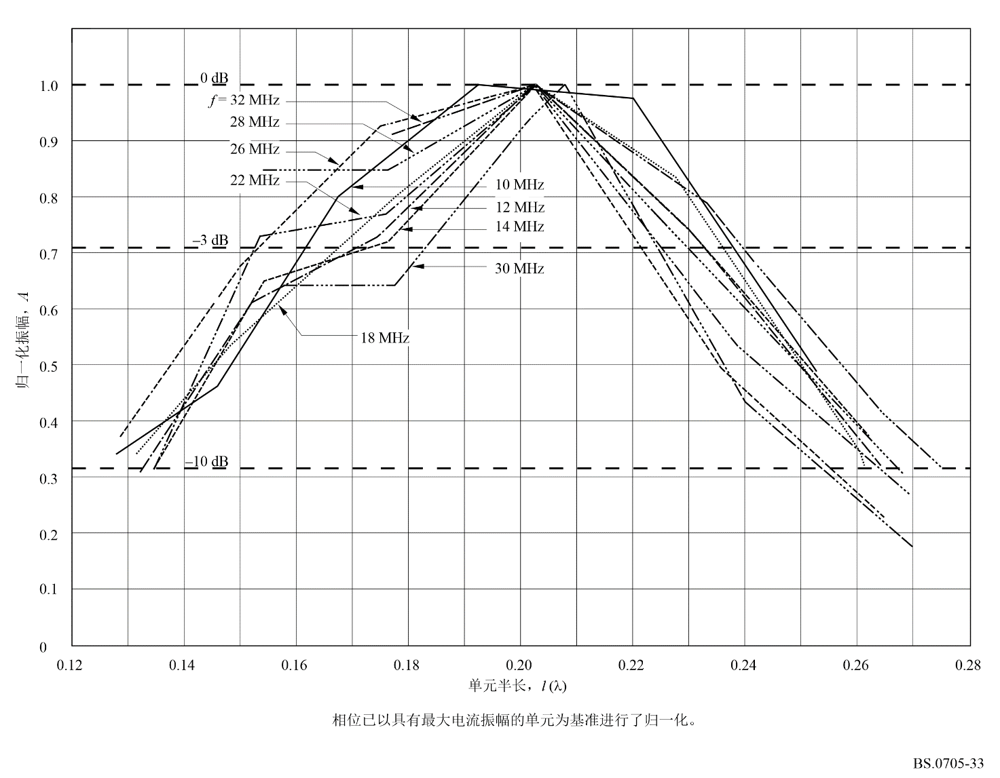 0 dB
1.0
f = 32 MHz
28 MHz
0.9
26 MHz
22 MHz
10 MHz
0.8
12 MHz
14 MHz
–3 dB
0.7
30 MHz
0.6
18 MHz
0.5
归一化振幅，A
0.4
–10 dB
0.3
0.2
0.1
0
0.12 0.14 0.16 0.18 0.20 0.22 0.24 0.26 0.28
单元半长，l (λ)
相位已以具有最大电流振幅的单元为基准进行了归一化。
BS.0705-33